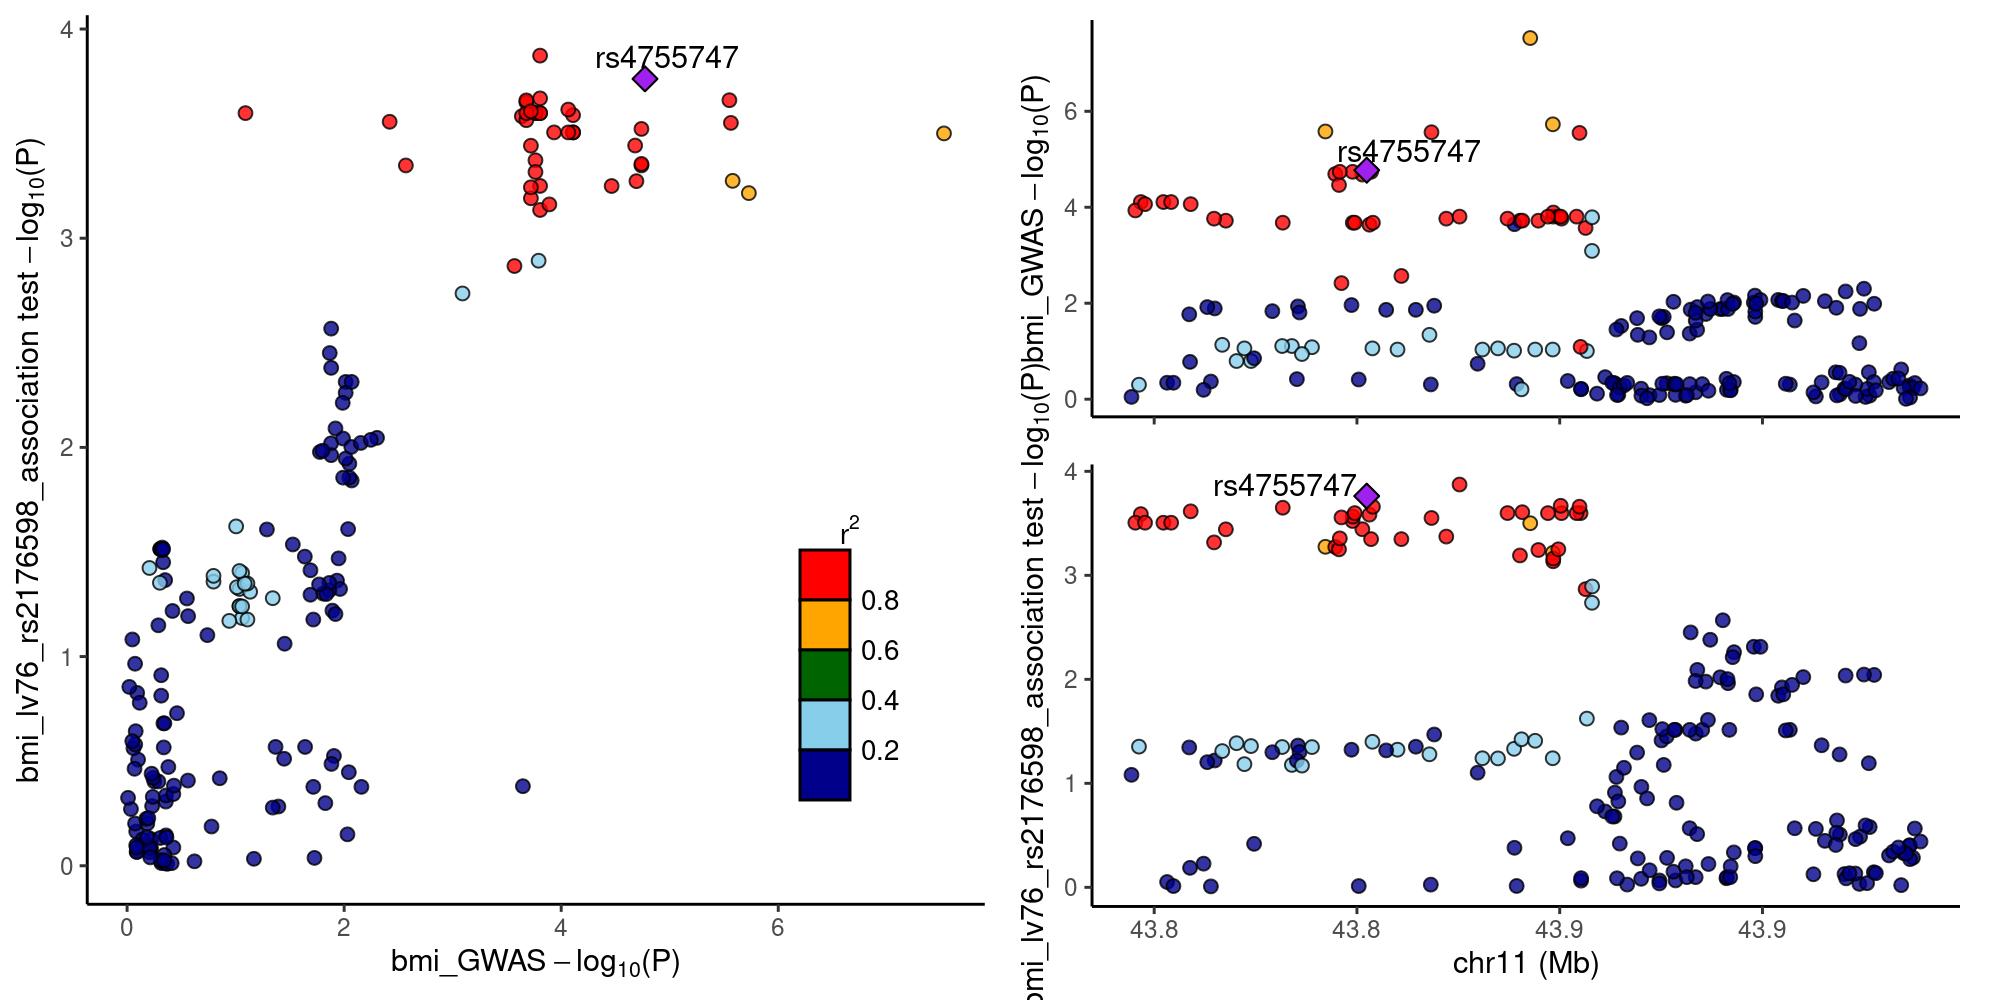 bmi_lv76_rs2176598_association test −log10(P)
4
3
2
1
0
rs4755747
r2
0.8
0.6
0.4
0.2
0
2
4
6
bmi_GWAS −log10(P)
bmi_GWAS −log10(P)
6
4
2
0
rs4755747
bmi_lv76_rs2176598_association test −log10(P)
4
3
2
1
0
rs4755747
43.8
43.8
43.9
43.9
chr11 (Mb)